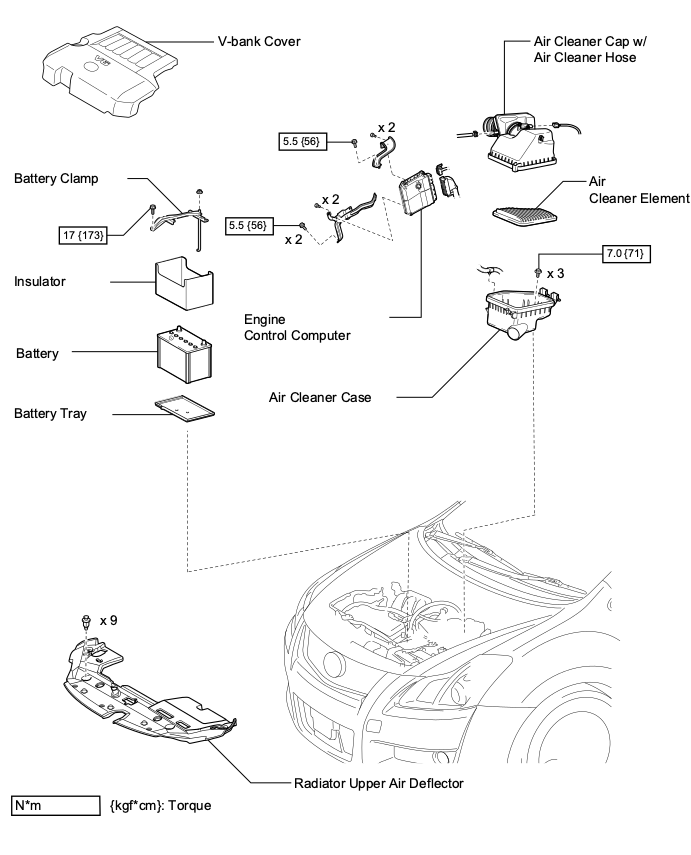 V-bank Cover
Air Cleaner Cap w/
Air Cleaner Hose
x 2
5.5 {56}
Battery Clamp
Air
Cleaner Element
x 2
17 {173}
5.5 {56}
x 2
7.0 {71}
x 3
Insulator
Engine
Control Computer
Battery
Air Cleaner Case
Battery Tray
x 9
Radiator Upper Air Deflector
N*m
{kgf*cm}: Torque